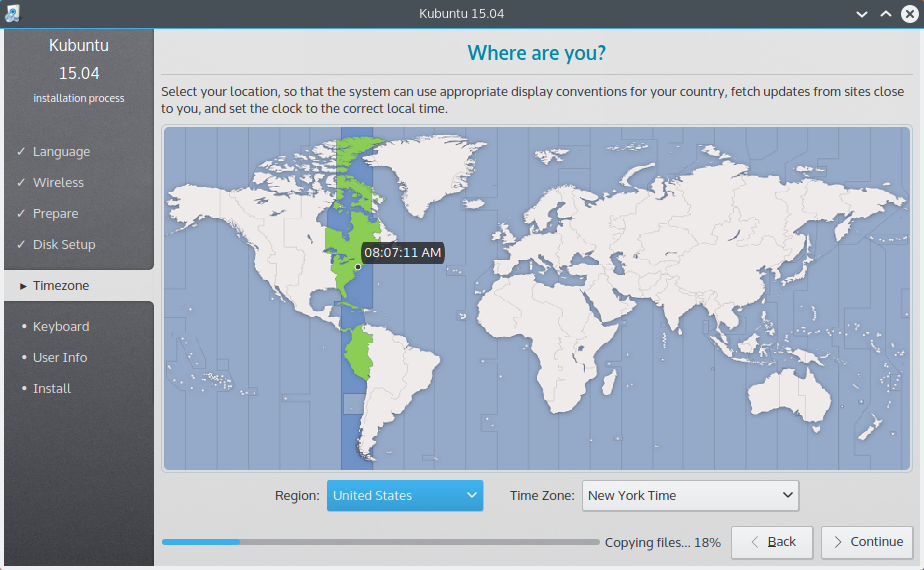 Kubuntu 15.04
Kubuntu
15.04
installation process
✓ Language
✓ Wireless
✓ Prepare
✓ Disk Setup
▸ Timezone
• Keyboard
• User Info
• Install
Where are you?
Select your location, so that the system can use appropriate display conventions for your country, fetch updates from sites close
to you, and set the clock to the correct local time.
08:07:11 AM
Region: United States Time Zone: New York Time
Copying files... 18% Back Continue